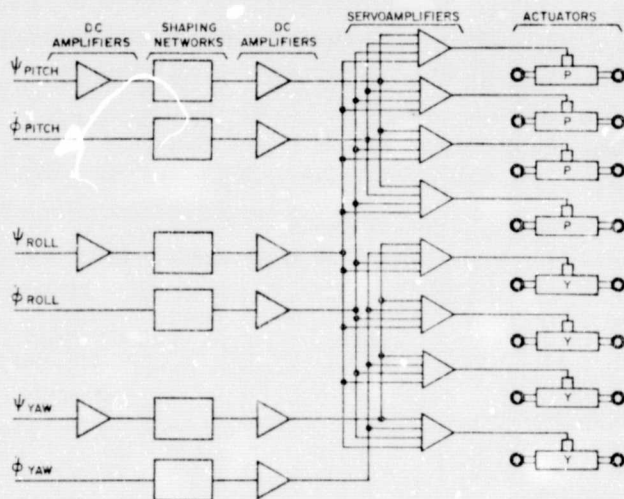 DC AMPLIFIERS
SHAPING NETWORKS
DC AMPLIFIERS
SERVOAMPLIFIERS
ACTUATORS
ψ PITCH
φ̇ PITCH
ψ ROLL
φ̇ ROLL
ψ YAW
φ̇ YAW
P
P
P
P
Y
Y
Y
Y